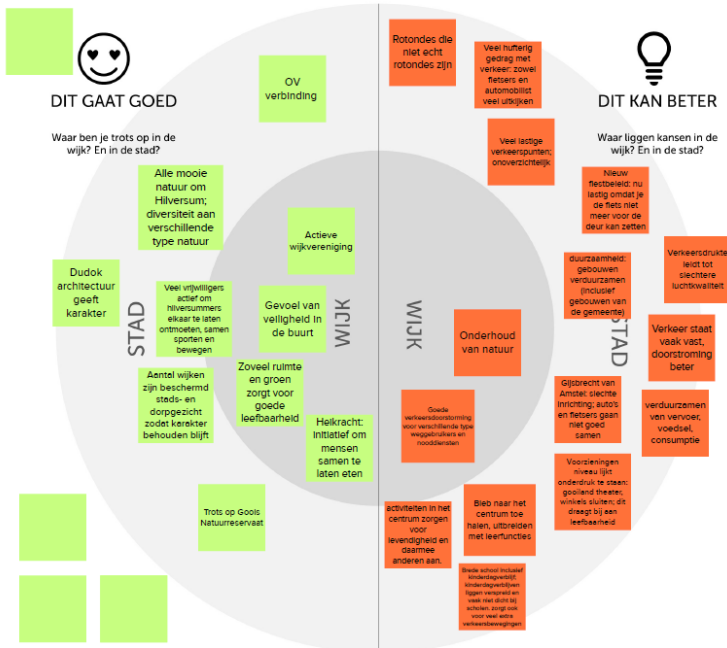 DIT GAAT GOED
Waar ben je trots op in de
wijk? En in de stad?
OV
verbinding
Alle mooie
natuur om
Hilversum;
diversiteit aan
verschillende
type natuur
Actieve
wijkvereniging
Dudok
architectuur
geeft
karakter
STAD
Veel vrijwilligers
actief om
hilversummers
elkaar te laten
ontmoeten, samen
sporten en
bewegen
Gevoel van
veiligheid in
de buurt
WIJK
Aantal wijken
zijn beschermd
stads- en
dorpgezicht
zodat karakter
behouden blijft
Zoveel ruimte
en groen
zorgt voor
goede
leefbaarheid
Heikracht:
initiatief om
mensen
samen te
laten eten
Trots op Goois
Natuurreservaat
DIT KAN BETER
Waar liggen kansen in de
wijk? En in de stad?
Rotondes die
niet echt
rotondes zijn
Veel hufterig
gedrag met
verkeer: zowel
fietsers en
automobilist
veel uitkijken
Veel lastige
verkeerspunten;
onoverzichtelijk
Nieuw
fiestbeleid: nu
lastig omdat je
de fiets niet
meer voor de
deur kan zetten
duurzaamheid:
gebouwen
verduurzamen
(inclusief
gebouwen van
de gemeente)
Verkeersdrukte
leidt tot
slechtere
luchtkwaliteit
WIJK
STAD
Onderhoud
van natuur
Verkeer staat
vaak vast,
doorstroming
beter
Goede
verkeersdoorstorming
voor verschillende type
weggebruikers en
nooddiensten
Gijsbrecht van
Amstel: slechte
inrichting; auto's
en fietsers gaan
niet goed
samen
verduurzamen
van vervoer,
voedsel,
consumptie
Voorzieningen
niveau lijkt
onderdruk te staan:
gooiland theater,
winkels sluiten; dit
draagt bij aan
leefbaarheid
activiteiten in het
centrum zorgen
voor
levendigheid en
daarmee
anderen aan.
Bieb naar het
centrum toe
halen, uitbreiden
met leerfuncties
Brede school inclusief
kinderdagverblijf;
kinderdagverblijven
liggen verspreid en
vaak niet dicht bij
scholen. zorgt ook
voor veel extra
verkeersbewegingen